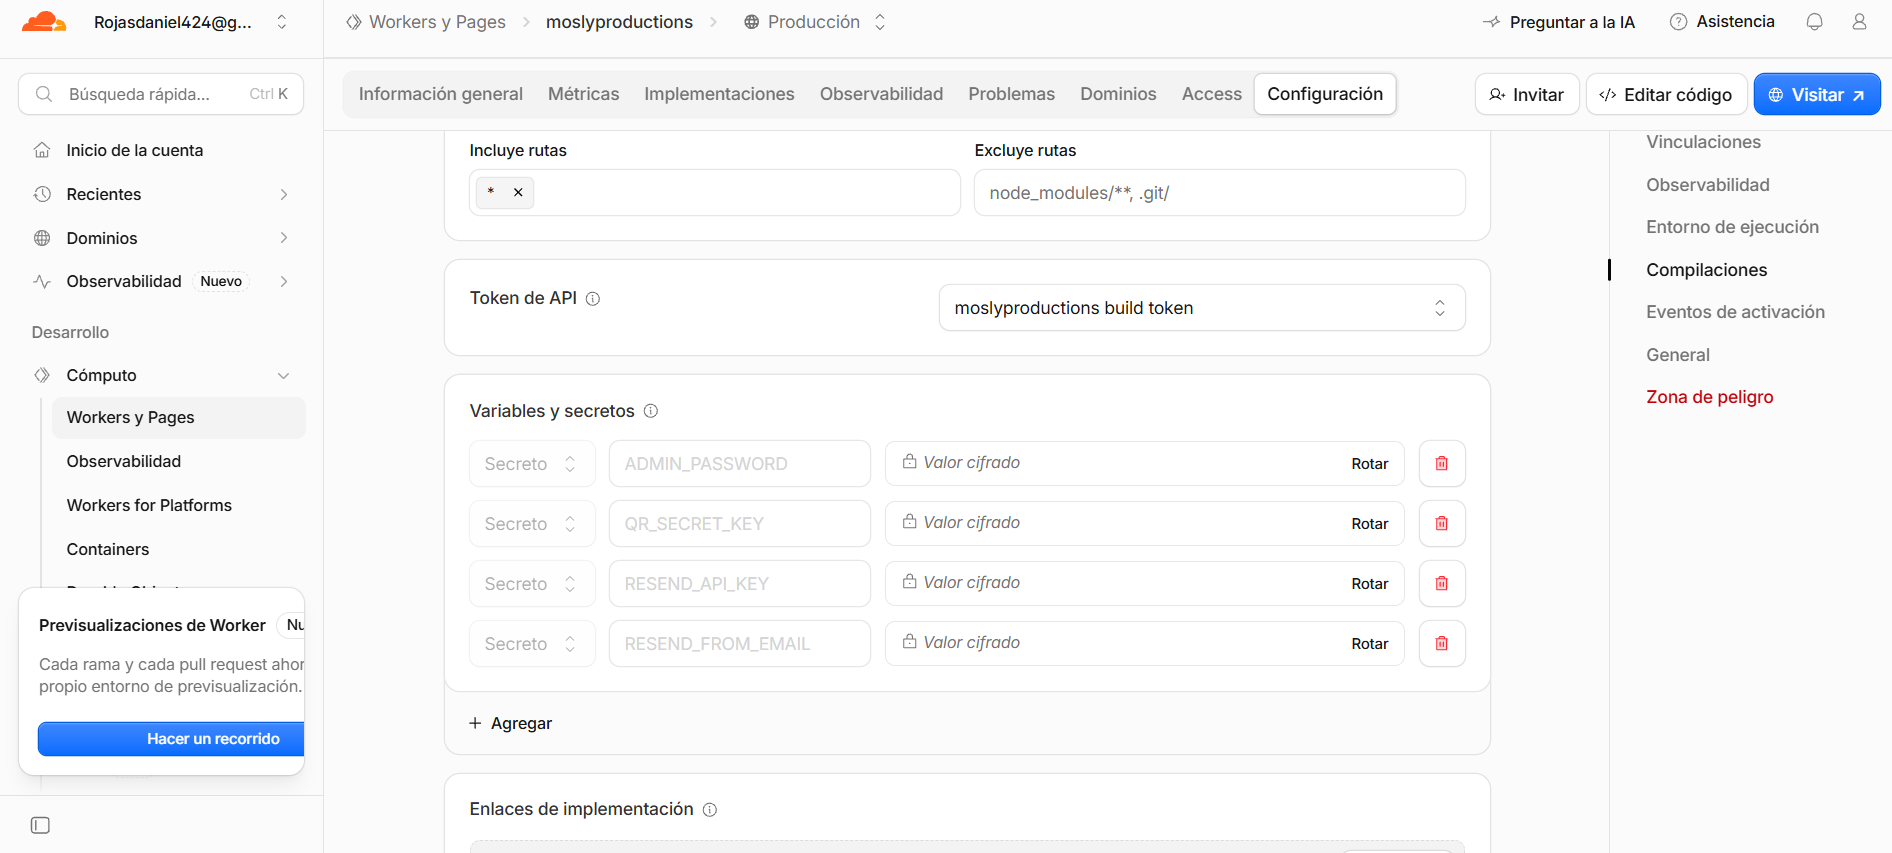 Rojasdaniel424@g...
Workers y Pages
moslyproductions
Producción
Preguntar a la IA
Asistencia
Búsqueda rápida...
Ctrl K
Información general
Métricas
Implementaciones
Observabilidad
Problemas
Dominios
Access
Configuración
Invitar
Editar código
Visitar
Inicio de la cuenta
Recientes
Dominios
Observabilidad Nuevo
Desarrollo
Cómputo
Workers y Pages
Observabilidad
Workers for Platforms
Containers
Previsualizaciones de Worker Nu
Cada rama y cada pull request ahor
propio entorno de previsualización.
Hacer un recorrido
Incluye rutas
Excluye rutas
* ×
node_modules/**, .git/
Token de API
moslyproductions build token
Variables y secretos
Secreto ADMIN_PASSWORD Valor cifrado Rotar
Secreto QR_SECRET_KEY Valor cifrado Rotar
Secreto RESEND_API_KEY Valor cifrado Rotar
Secreto RESEND_FROM_EMAIL Valor cifrado Rotar
+ Agregar
Enlaces de implementación
Vinculaciones
Observabilidad
Entorno de ejecución
Compilaciones
Eventos de activación
General
Zona de peligro